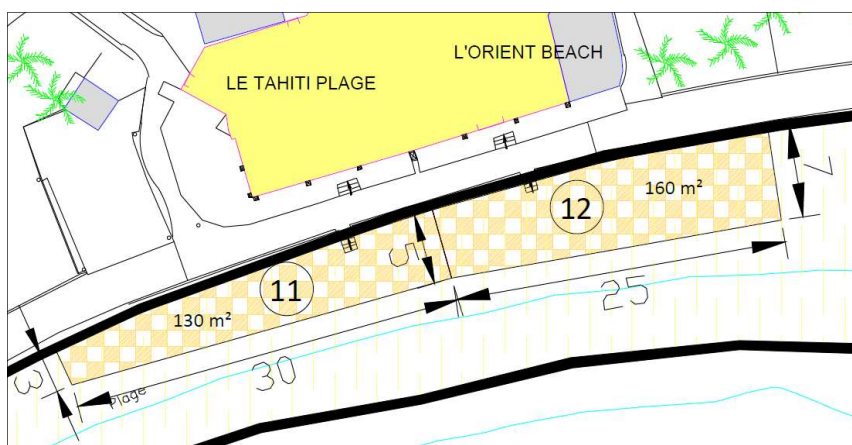 L'ORIENT BEACH
LE TAHITI PLAGE
7
160 m²
12
5
11
25
130 m²
30
3
Plage